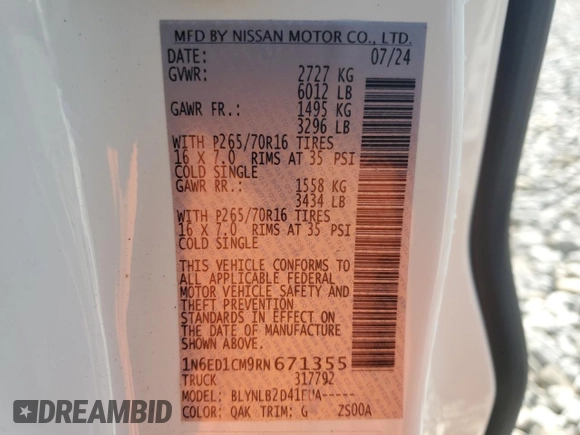 MFD BY NISSAN MOTOR CO., LTD.
DATE: 07/24
GVWR: 2727 KG
6012 LB
GAWR FR.: 1495 KG
3296 LB
WITH P265/70R16 TIRES
16 X 7.0 RIMS AT 35 PSI
COLD SINGLE
GAWR RR.: 1558 KG
3434 LB
WITH P265/70R16 TIRES
16 X 7.0 RIMS AT 35 PSI
COLD SINGLE
THIS VEHICLE CONFORMS TO
ALL APPLICABLE FEDERAL
MOTOR VEHICLE SAFETY AND
THEFT PREVENTION
STANDARDS IN EFFECT ON
THE DATE OF MANUFACTURE
SHOWN ABOVE.
1N6ED1CM9RN671355
TRUCK 317792
MODEL:
COLOR: QAK TRIM: G ZS00A
DEALERS CLUB